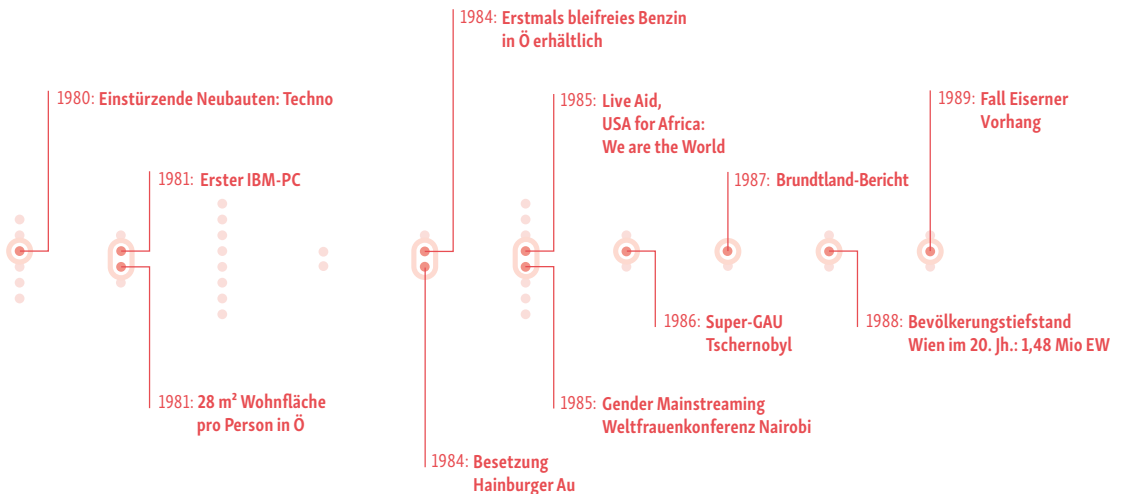 1984: Erstmals bleifreies Benzin
in Ö erhältlich
1980: Einstürzende Neubauten: Techno
1985: Live Aid,
USA for Africa:
We are the World
1989: Fall Eiserner
Vorhang
1981: Erster IBM-PC
1987: Brundtland-Bericht
1986: Super-GAU
Tschernobyl
1988: Bevölkerungstiefstand
Wien im 20. Jh.: 1,48 Mio EW
1981: 28 m² Wohnfläche
pro Person in Ö
1985: Gender Mainstreaming
Weltfrauenkonferenz Nairobi
1984: Besetzung
Hainburger Au